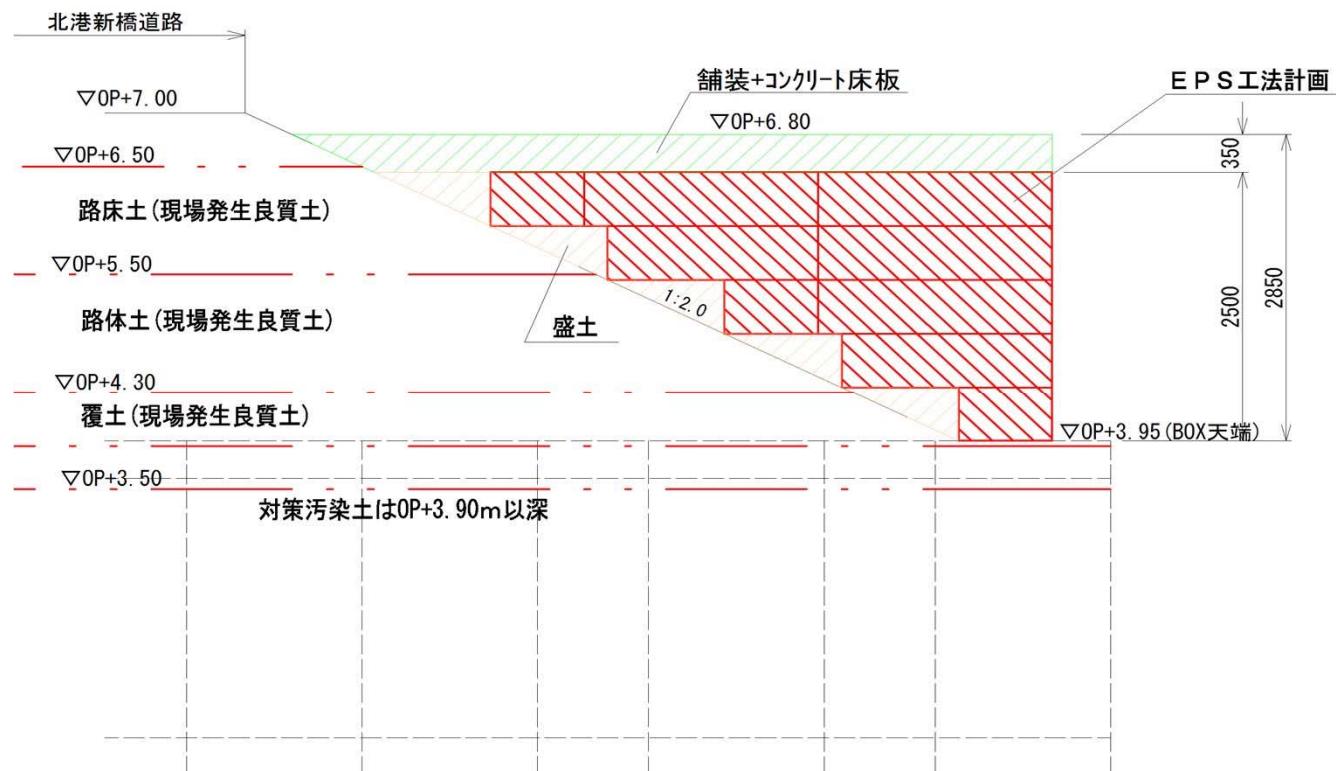 北港新橋道路
舗装+コンクリート床板
EPS工法計画
▽OP+7.00
▽OP+6.80
350
▽OP+6.50
路床土(現場発生良質土)
▽OP+5.50
1:2.0
2500
2850
路体土(現場発生良質土)
盛土
▽OP+4.30
覆土(現場発生良質土)
▽OP+3.95(BOX天端)
▽OP+3.50
対策汚染土はOP+3.90m以深